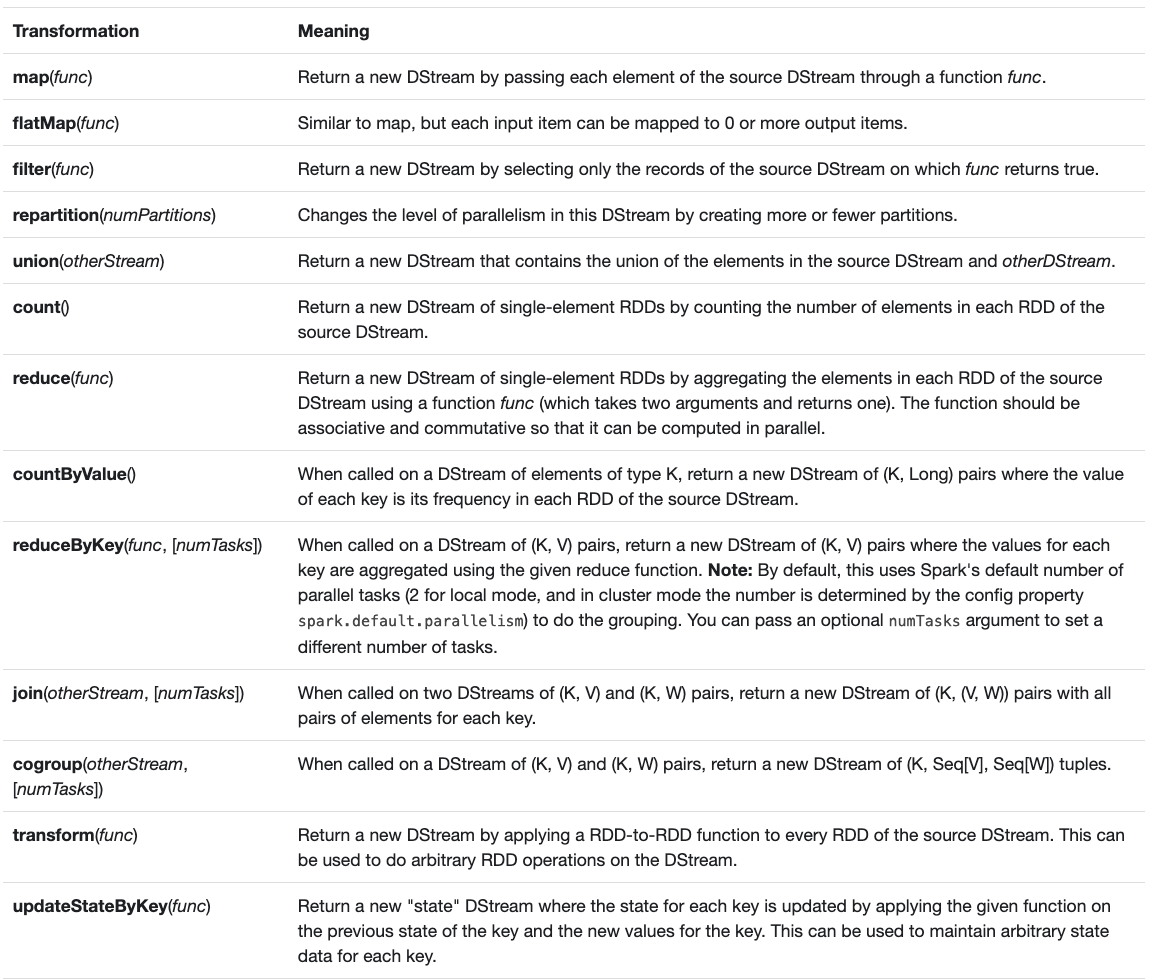 Transformation Meaning
map(func) Return a new DStream by passing each element of the source DStream through a function func.
flatMap(func) Similar to map, but each input item can be mapped to 0 or more output items.
filter(func) Return a new DStream by selecting only the records of the source DStream on which func returns true.
repartition(numPartitions) Changes the level of parallelism in this DStream by creating more or fewer partitions.
union(otherStream) Return a new DStream that contains the union of the elements in the source DStream and otherDStream.
count() Return a new DStream of single-element RDDs by counting the number of elements in each RDD of the
source DStream.
reduce(func) Return a new DStream of single-element RDDs by aggregating the elements in each RDD of the source
DStream using a function func (which takes two arguments and returns one). The function should be
associative and commutative so that it can be computed in parallel.
countByValue() When called on a DStream of elements of type K, return a new DStream of (K, Long) pairs where the value
of each key is its frequency in each RDD of the source DStream.
reduceByKey(func, [numTasks]) When called on a DStream of (K, V) pairs, return a new DStream of (K, V) pairs where the values for each
key are aggregated using the given reduce function. Note: By default, this uses Spark's default number of
parallel tasks (2 for local mode, and in cluster mode the number is determined by the config property
spark.default.parallelism) to do the grouping. You can pass an optional numTasks argument to set a
different number of tasks.
join(otherStream, [numTasks]) When called on two DStreams of (K, V) and (K, W) pairs, return a new DStream of (K, (V, W)) pairs with all
pairs of elements for each key.
cogroup(otherStream, When called on a DStream of (K, V) and (K, W) pairs, return a new DStream of (K, Seq[V], Seq[W]) tuples.
[numTasks])
transform(func) Return a new DStream by applying a RDD-to-RDD function to every RDD of the source DStream. This can
be used to do arbitrary RDD operations on the DStream.
updateStateByKey(func) Return a new "state" DStream where the state for each key is updated by applying the given function on
the previous state of the key and the new values for the key. This can be used to maintain arbitrary state
data for each key.